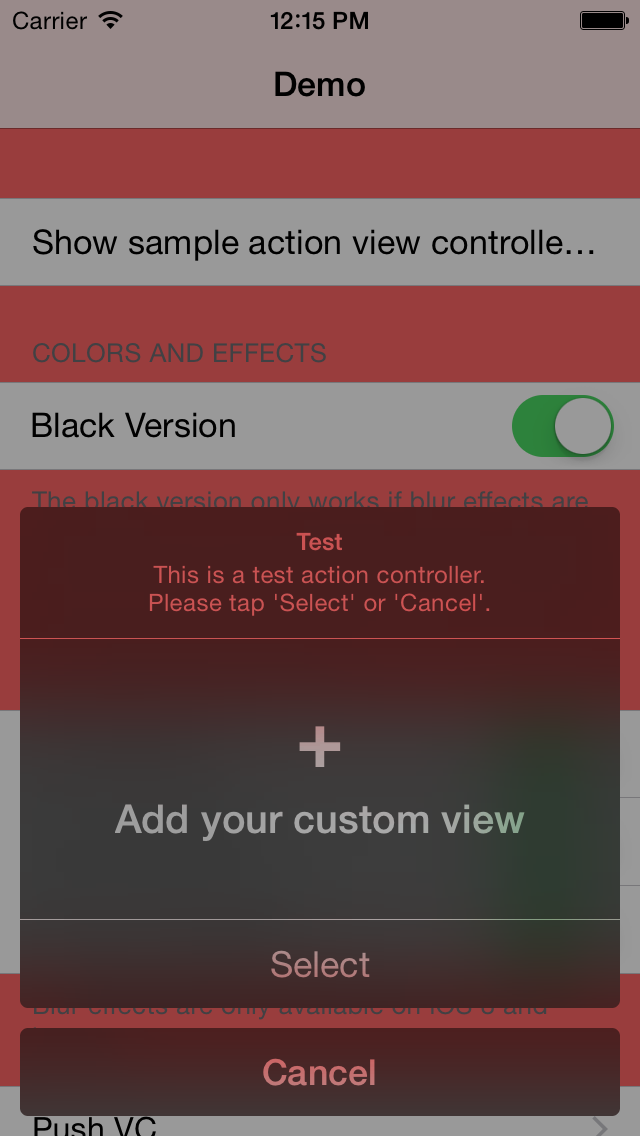 Carrier
12:15 PM
Demo
Show sample action view controlle…
COLORS AND EFFECTS
Black Version
The black version only works if blur effects are
Test
This is a test action controller.
Please tap 'Select' or 'Cancel'.
+
Add your custom view
Select
Blur effects are only available on iOS 8 and
Cancel
Push VC